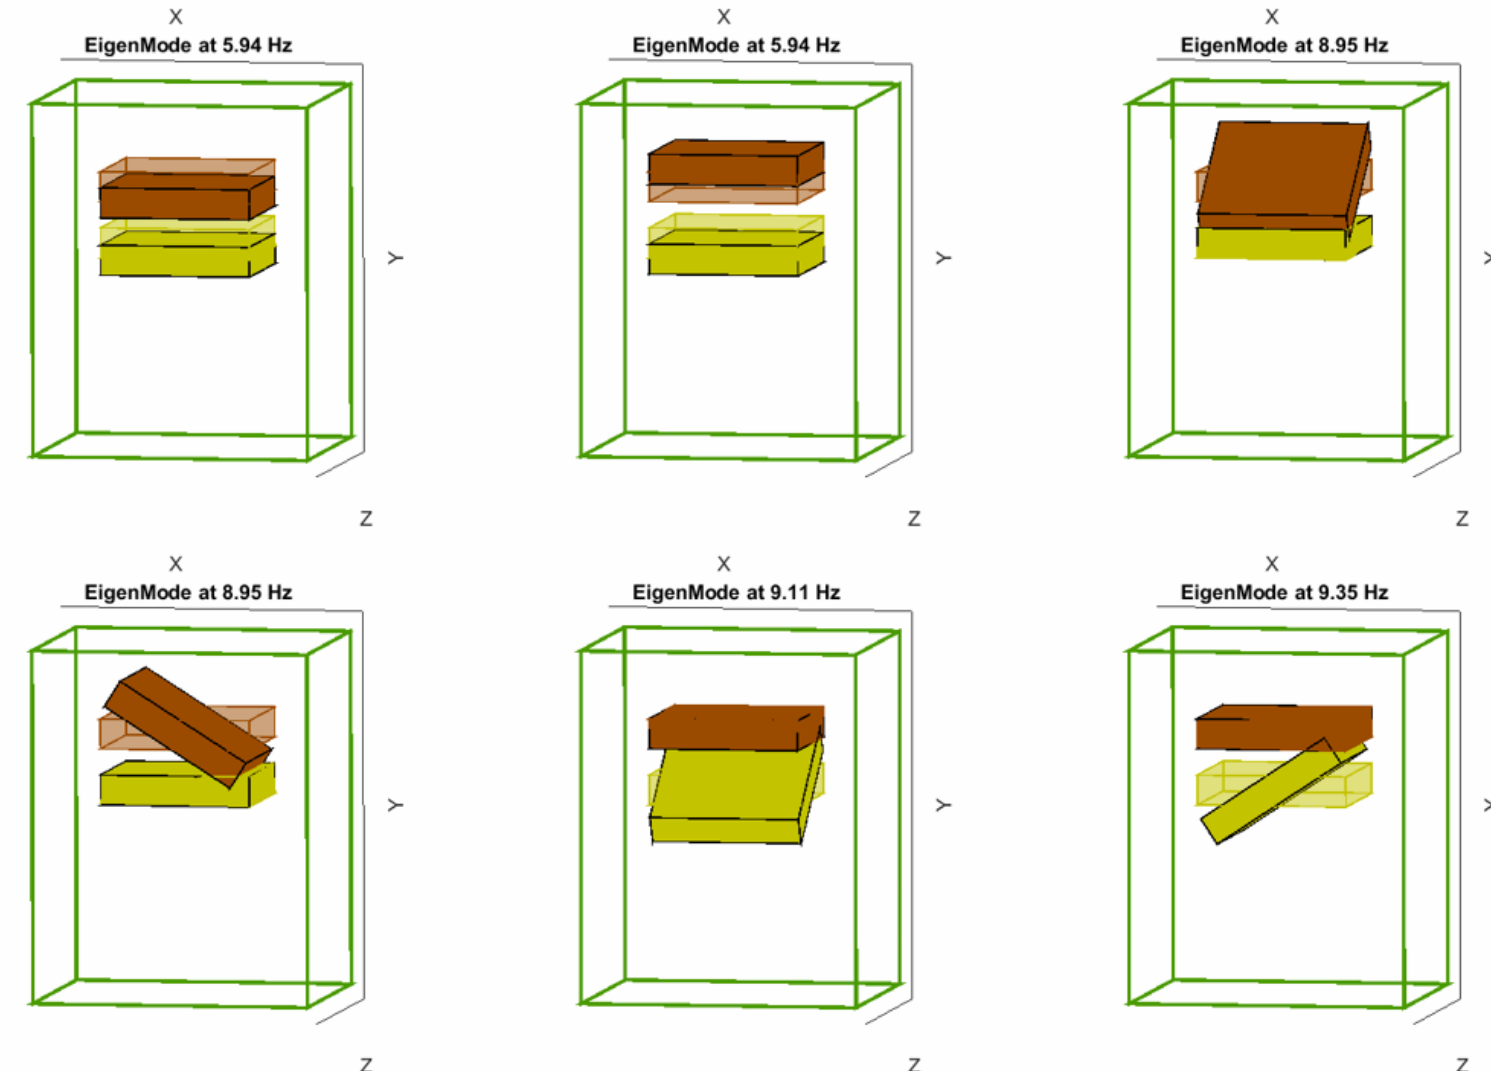 X
EigenMode at 5.94 Hz
Y
Z
X
EigenMode at 5.94 Hz
Y
Z
X
EigenMode at 8.95 Hz
Y
Z
X
EigenMode at 8.95 Hz
Y
Z
X
EigenMode at 9.11 Hz
Y
Z
X
EigenMode at 9.35 Hz
Y
Z